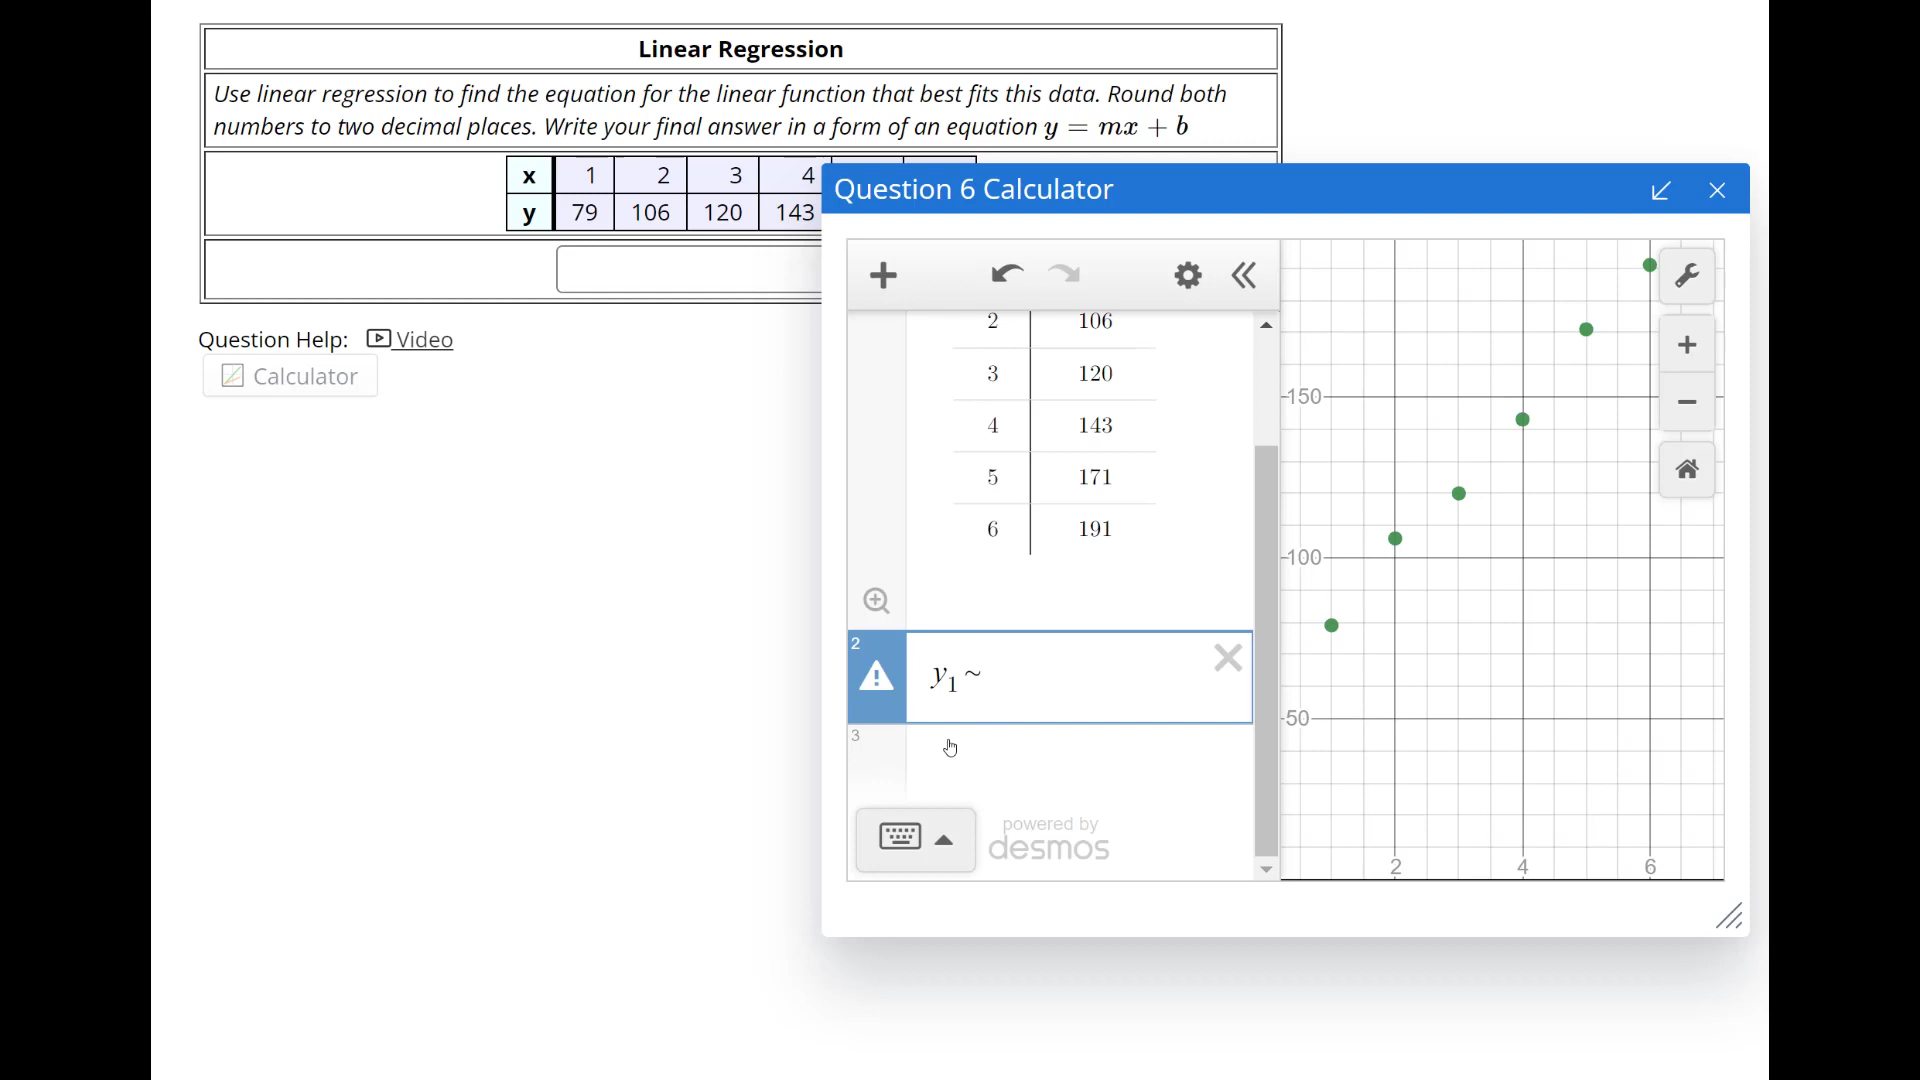 Linear Regression
Use linear regression to find the equation for the linear function that best fits this data. Round both
numbers to two decimal places. Write your final answer in a form of an equation y = mx + b
x 1 2 3 4
y 79 106 120 143
Question Help: Video
Calculator
Question 6 Calculator
2 106
3 120
4 143
5 171
6 191
2
y₁ ~
3
powered by
desmos
150
100
50
2 4 6